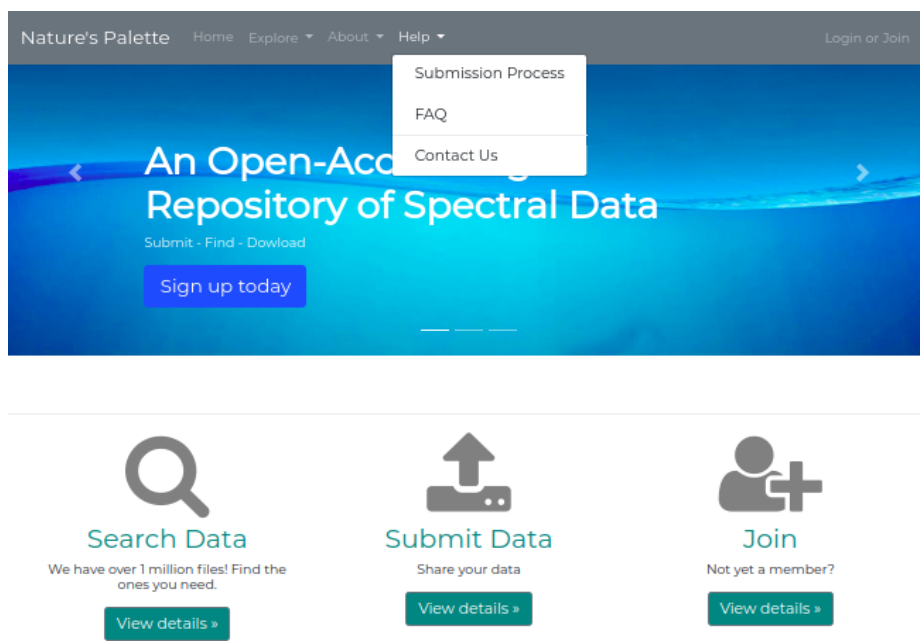 Nature's Palette Home Explore About Help Login or Join
Submission Process
FAQ
Contact Us
An Open-Acc
Repository of Spectral Data
Submit - Find - Dowload
Sign up today
Search Data
We have over 1 million files! Find the
ones you need.
View details »
Submit Data
Share your data
View details »
Join
Not yet a member?
View details »